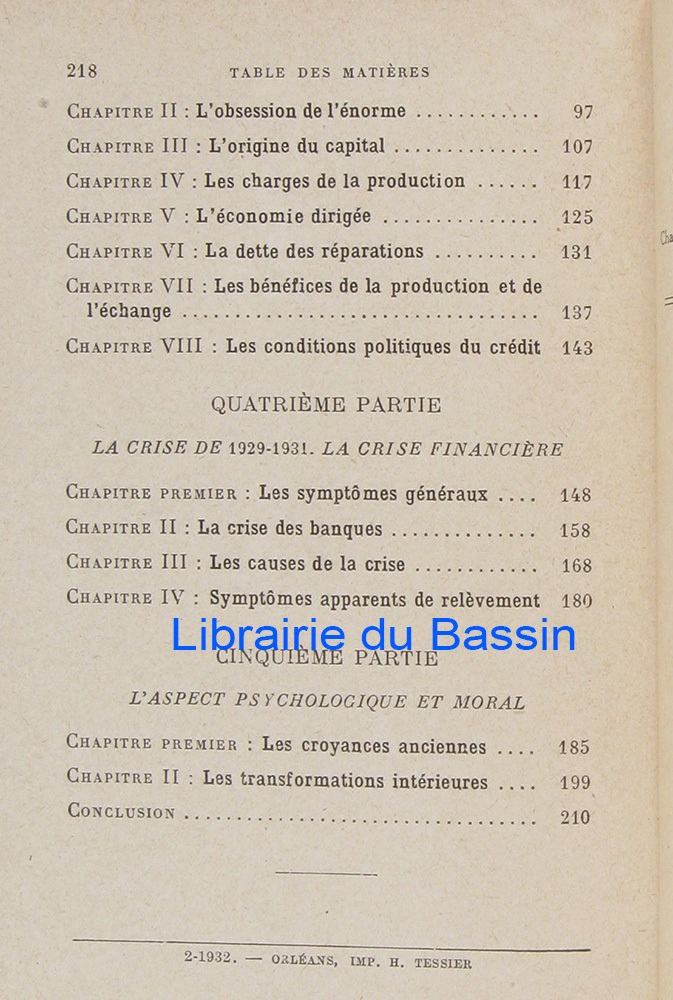 218 TABLE DES MATIÈRES
CHAPITRE II : L'obsession de l'énorme ............ 97
CHAPITRE III : L'origine du capital .............. 107
CHAPITRE IV : Les charges de la production ...... 117
CHAPITRE V : L'économie dirigée ............... 125
CHAPITRE VI : La dette des réparations .......... 131
CHAPITRE VII : Les bénéfices de la production et de
l'échange .................................. 137
CHAPITRE VIII : Les conditions politiques du crédit 143
QUATRIÈME PARTIE
LA CRISE DE 1929-1931. LA CRISE FINANCIÈRE
CHAPITRE PREMIER : Les symptômes généraux .... 148
CHAPITRE II : La crise des banques .............. 158
CHAPITRE III : Les causes de la crise ............ 168
CHAPITRE IV : Symptômes apparents de relèvement 180
Librairie du Bassin
CINQUIÈME PARTIE
L'ASPECT PSYCHOLOGIQUE ET MORAL
CHAPITRE PREMIER : Les croyances anciennes .... 185
CHAPITRE II : Les transformations intérieures .... 199
CONCLUSION .................................. 210
2-1932. — ORLÉANS, IMP. H. TESSIER